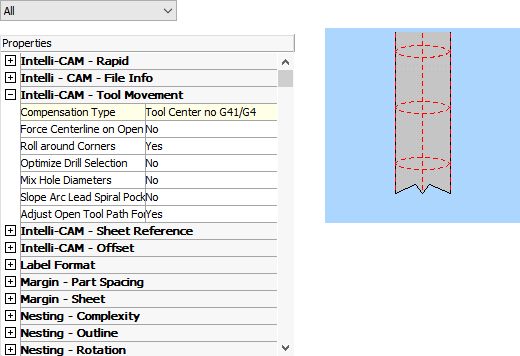 All
Properties
Intelli-CAM - Rapid
Intelli - CAM - File Info
Intelli-CAM - Tool Movement
Compensation Type Tool Center no G41/G4
Force Centerline on Open No
Roll around Corners Yes
Optimize Drill Selection No
Mix Hole Diameters No
Slope Arc Lead Spiral Pock No
Adjust Open Tool Path For Yes
Intelli-CAM - Sheet Reference
Intelli-CAM - Offset
Label Format
Margin - Part Spacing
Margin - Sheet
Nesting - Complexity
Nesting - Outline
Nesting - Rotation